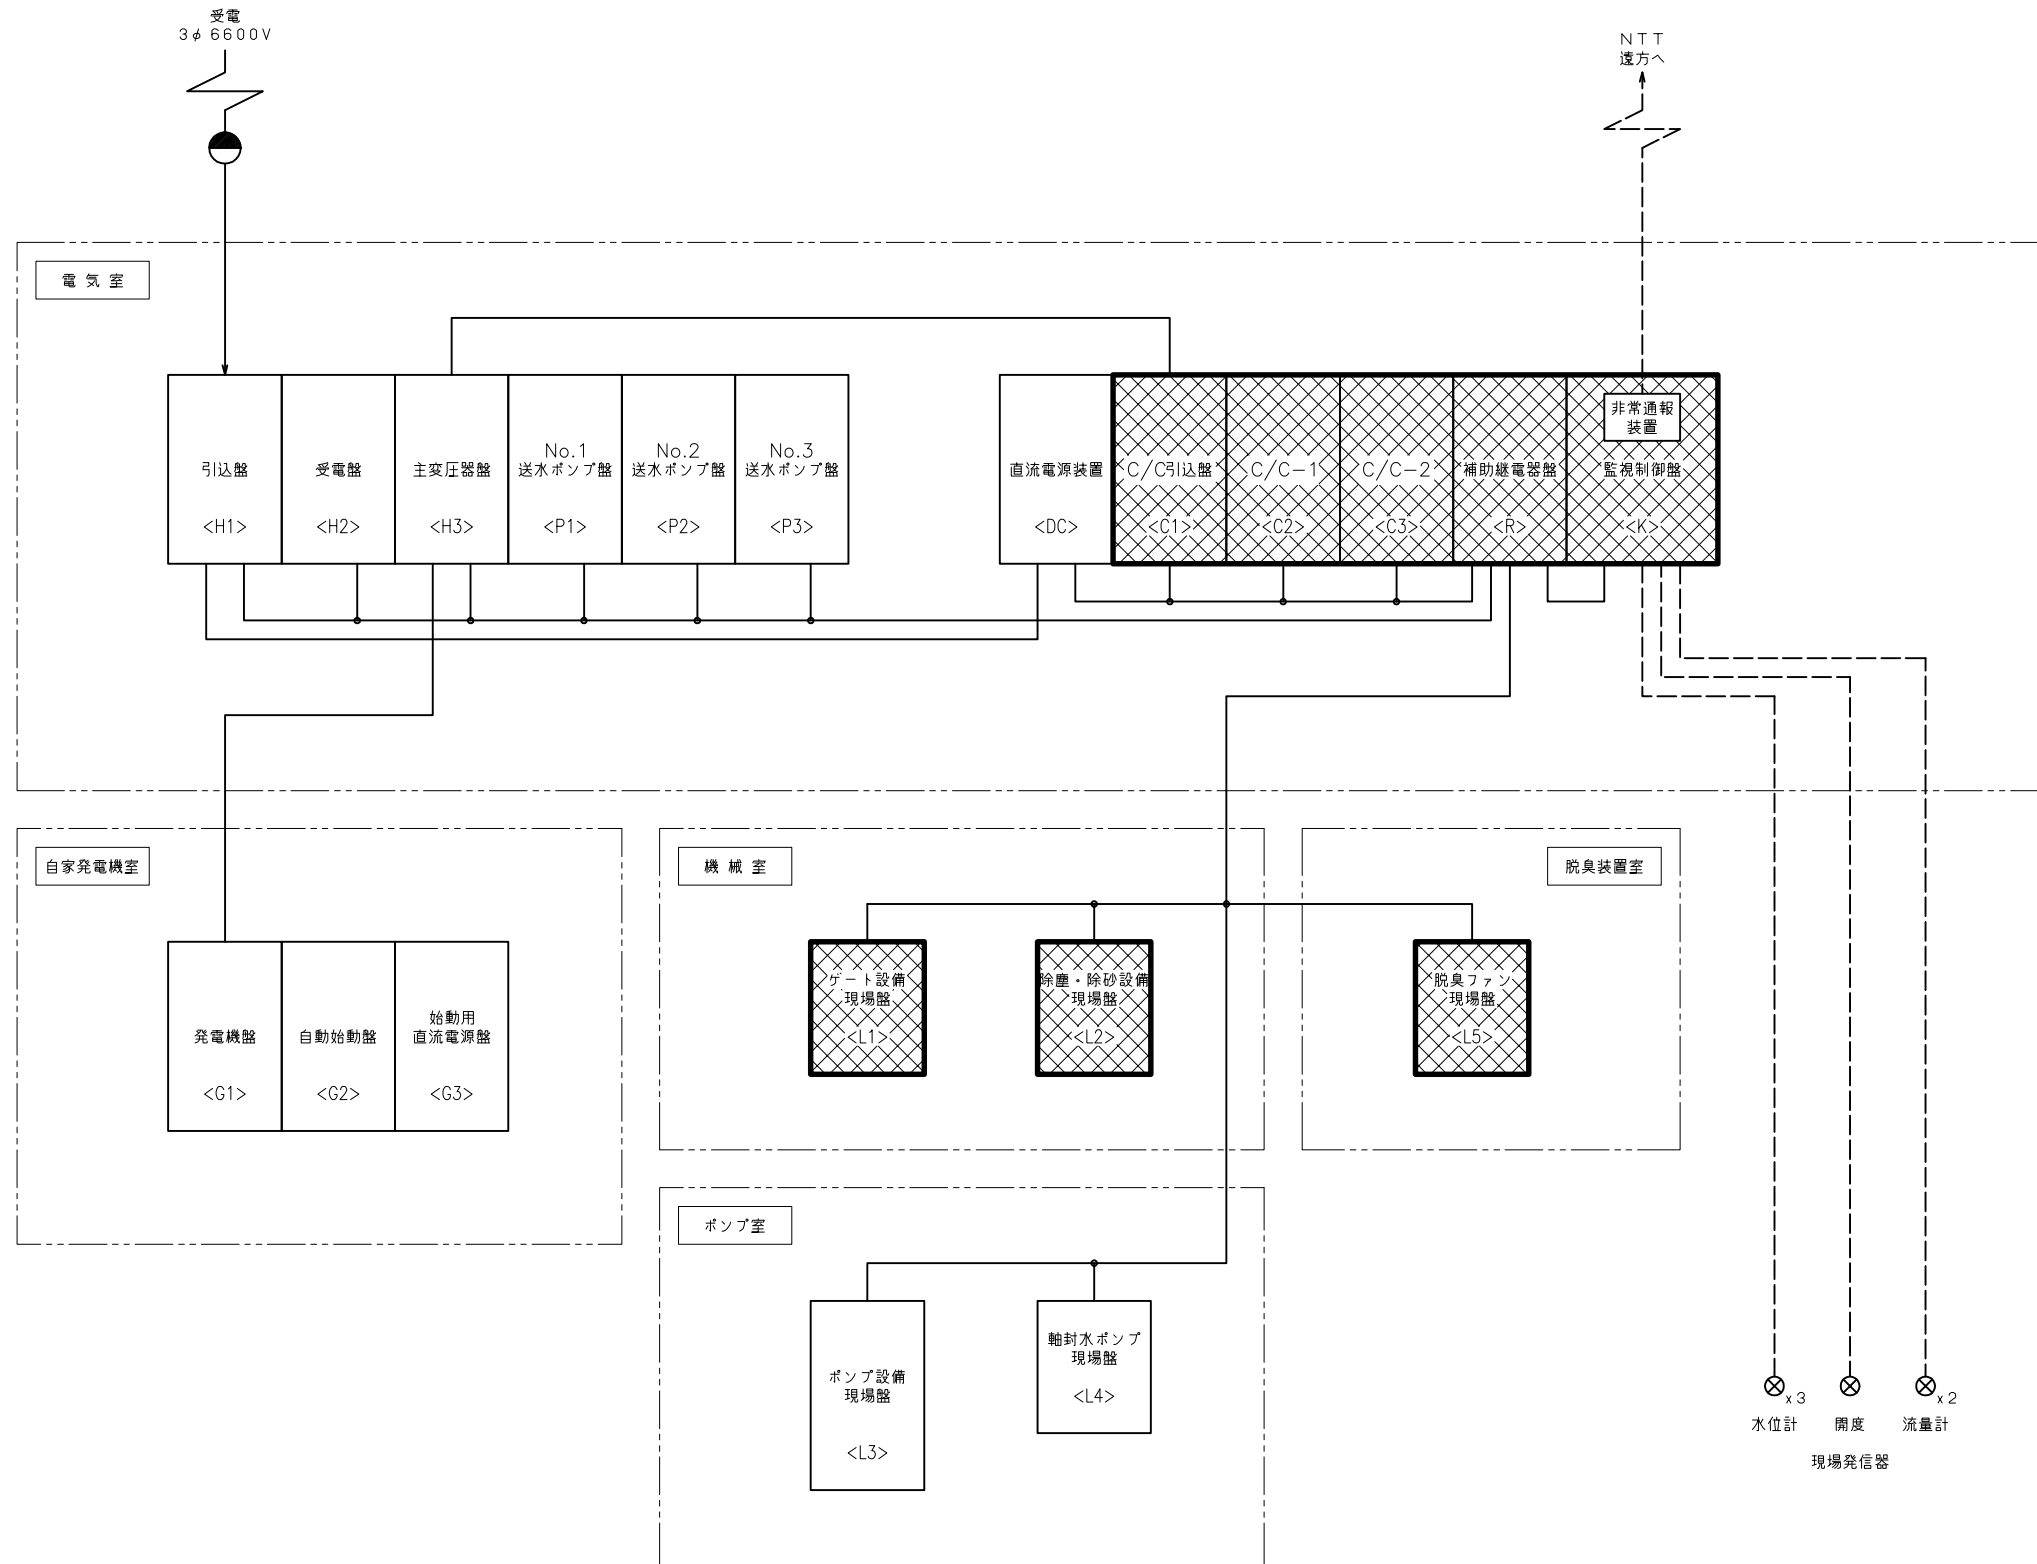 受電
3φ 6600V
NTT
遠方へ
電 気 室
引込盤
<H1>
受電盤
<H2>
主変圧器盤
<H3>
No.1
送水ポンプ盤
<P1>
No.2
送水ポンプ盤
<P2>
No.3
送水ポンプ盤
<P3>
直流電源装置
<DC>
C/C引込盤
<C1>
C/C-1
<C2>
C/C-2
<C3>
補助継電器盤
<R>
非常通報
装置
監視制御盤
<K>
自家発電機室
発電機盤
<G1>
自動始動盤
<G2>
始動用
直流電源盤
<G3>
機 械 室
ゲート設備
現場盤
<L1>
除塵・除砂設備
現場盤
<L2>
脱臭装置室
脱臭ファン
現場盤
<L5>
ポンプ室
ポンプ設備
現場盤
<L3>
軸封水ポンプ
現場盤
<L4>
x3
水位計
開度
x2
流量計
現場発信器